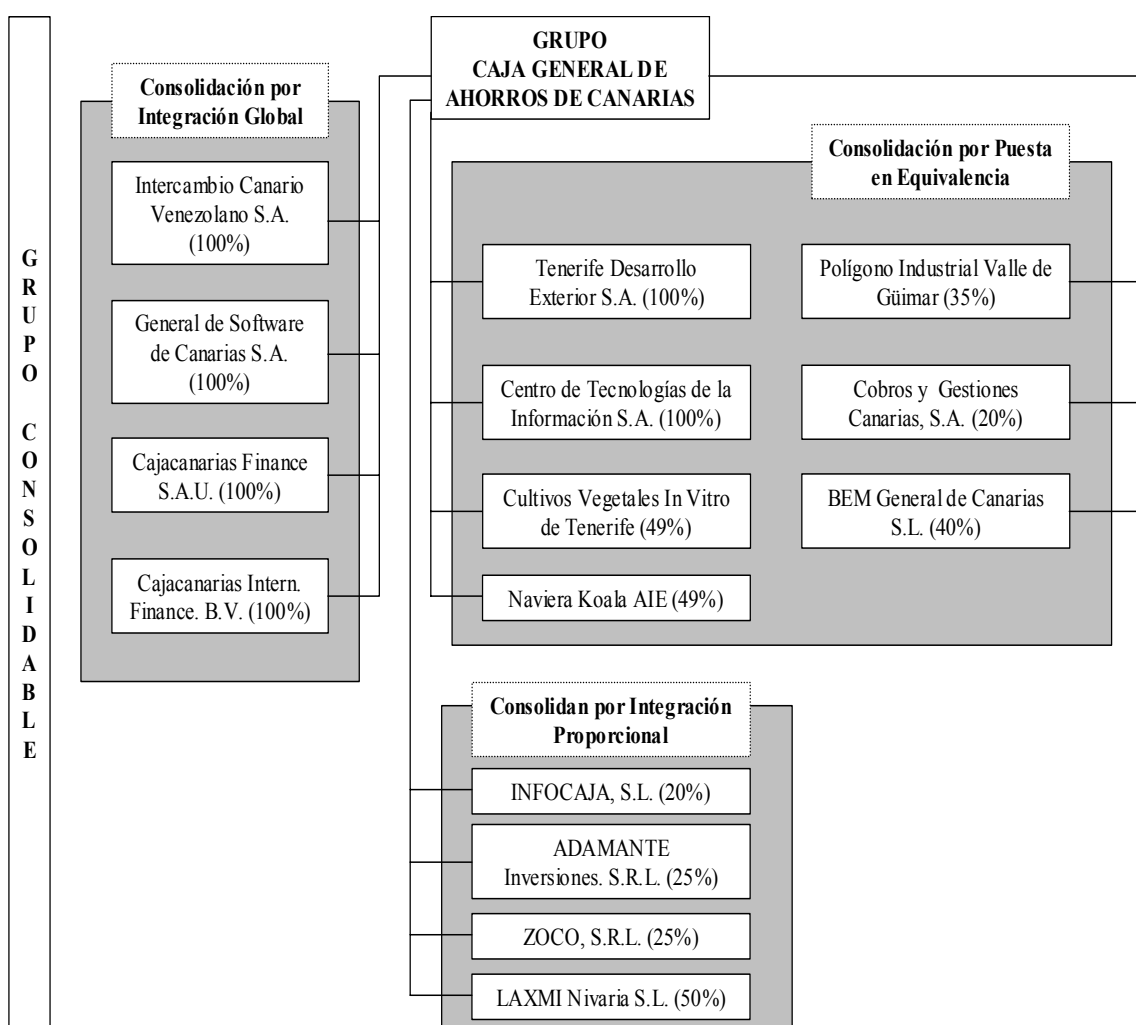 GRUPO
CAJA GENERAL DE
AHORROS DE CANARIAS
G
R
U
P
O
C
O
N
S
O
L
I
D
A
B
L
E
Consolidación por
Integración Global
Intercambio Canario
Venezolano S.A.
(100%)
General de Software
de Canarias S.A.
(100%)
Cajacanarias Finance
S.A.U. (100%)
Cajacanarias Intern.
Finance. B.V. (100%)
Consolidación por Puesta
en Equivalencia
Tenerife Desarrollo
Exterior S.A. (100%)
Polígono Industrial Valle de
Güimar (35%)
Centro de Tecnologías de la
Información S.A. (100%)
Cobros y Gestiones
Canarias, S.A. (20%)
Cultivos Vegetales In Vitro
de Tenerife (49%)
BEM General de Canarias
S.L. (40%)
Naviera Koala AIE (49%)
Consolidan por Integración
Proporcional
INFOCAJA, S.L. (20%)
ADAMANTE
Inversiones. S.R.L. (25%)
ZOCO, S.R.L. (25%)
LAXMI Nivaria S.L. (50%)